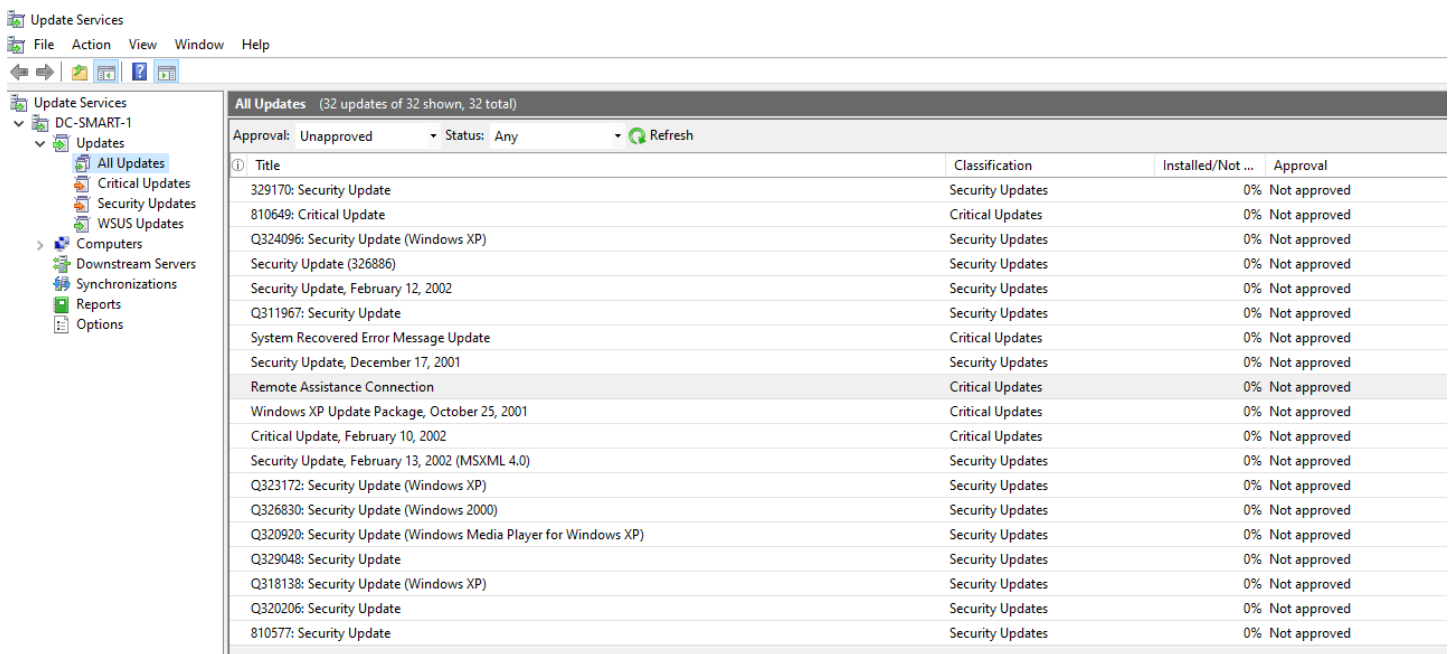 Update Services
File Action View Window Help
Update Services
DC-SMART-1
Updates
All Updates
Critical Updates
Security Updates
WSUS Updates
Computers
Downstream Servers
Synchronizations
Reports
Options
All Updates (32 updates of 32 shown, 32 total)
Approval: Unapproved Status: Any Refresh
Title Classification Installed/Not ... Approval
329170: Security Update Security Updates 0% Not approved
810649: Critical Update Critical Updates 0% Not approved
Q324096: Security Update (Windows XP) Security Updates 0% Not approved
Security Update (326886) Security Updates 0% Not approved
Security Update, February 12, 2002 Security Updates 0% Not approved
Q311967: Security Update Security Updates 0% Not approved
System Recovered Error Message Update Critical Updates 0% Not approved
Security Update, December 17, 2001 Security Updates 0% Not approved
Remote Assistance Connection Critical Updates 0% Not approved
Windows XP Update Package, October 25, 2001 Critical Updates 0% Not approved
Critical Update, February 10, 2002 Critical Updates 0% Not approved
Security Update, February 13, 2002 (MSXML 4.0) Security Updates 0% Not approved
Q323172: Security Update (Windows XP) Security Updates 0% Not approved
Q326830: Security Update (Windows 2000) Security Updates 0% Not approved
Q320920: Security Update (Windows Media Player for Windows XP) Security Updates 0% Not approved
Q329048: Security Update Security Updates 0% Not approved
Q318138: Security Update (Windows XP) Security Updates 0% Not approved
Q320206: Security Update Security Updates 0% Not approved
810577: Security Update Security Updates 0% Not approved